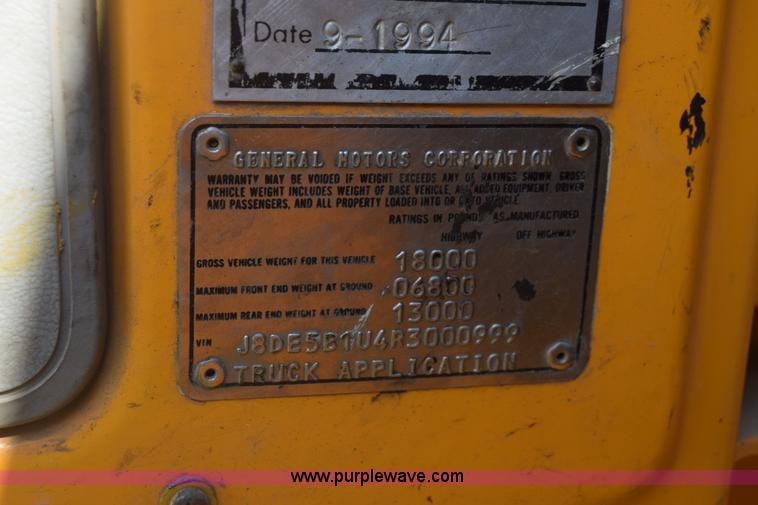 Date 9-1994
GENERAL MOTORS CORPORATION
WARRANTY MAY BE VOIDED IF WEIGHT EXCEEDS ANY OF RATINGS SHOWN. GROSS
VEHICLE WEIGHT INCLUDES WEIGHT OF BASE VEHICLE, ALL ADDED EQUIPMENT, DRIVER
AND PASSENGERS, AND ALL PROPERTY LOADED INTO OR ONTO VEHICLE.
RATINGS IN POUNDS AS MANUFACTURED
HIGHWAY OFF HIGHWAY
GROSS VEHICLE WEIGHT FOR THIS VEHICLE 18000
MAXIMUM FRONT END WEIGHT AT GROUND 06800
MAXIMUM REAR END WEIGHT AT GROUND 13000
VIN J8DE5B1U4R3000999
TRUCK APPLICATION
www.purplewave.com